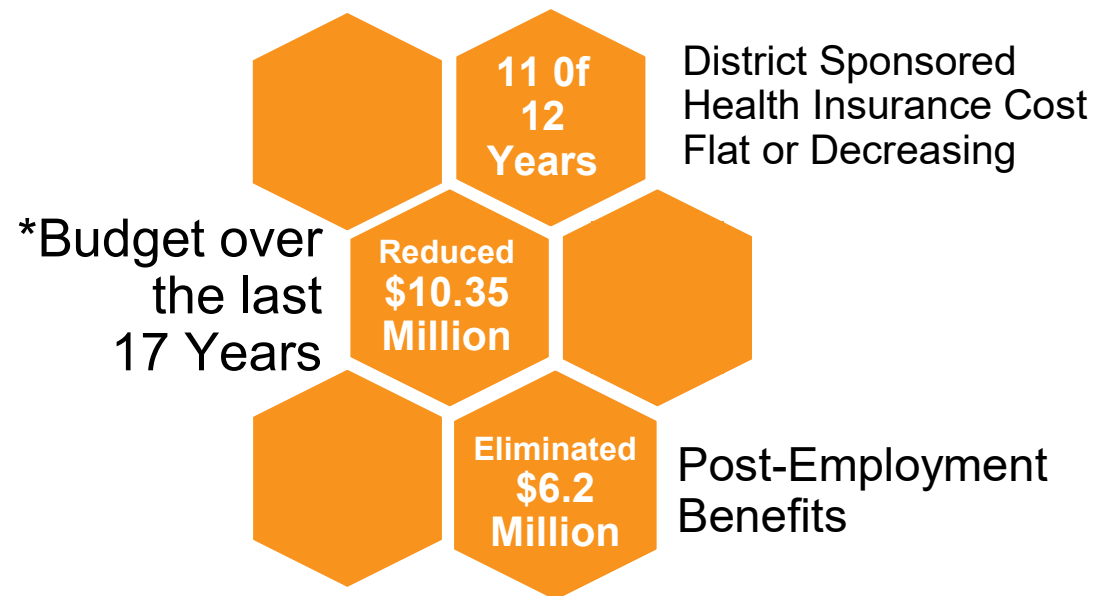 11 0f
12
Years
District Sponsored
Health Insurance Cost
Flat or Decreasing
*Budget over
the last
17 Years
Reduced
$10.35
Million
Eliminated
$6.2
Million
Post-Employment
Benefits